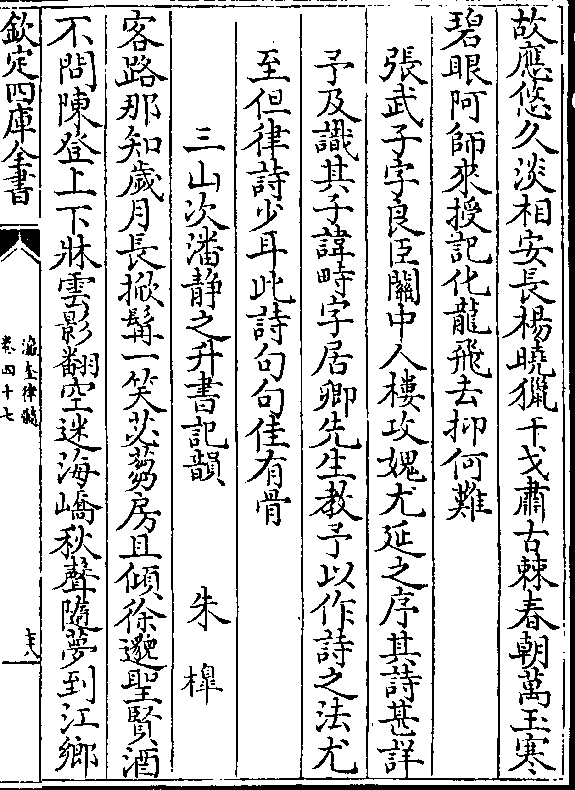 故應悠久淡相安長楊曉獵干戈肅古棘春朝萬玉寒
碧眼阿師來授記化龍飛去抑何難
張武子字良臣關中人樓攻媿尤延之序其詩甚詳
予及識其子諱時字居卿先生教予以作詩之法尤
至但律詩少耳此詩句句佳有骨
三山次潘静之升書記韻 朱槔
客路那知歲月長掀髯一笑苾蒭房且傾徐邈聖賢酒
不問陳登上下牀雲影翻空迷海嶠秋聲隨夢到江鄉
欽定四庫全書
瀛奎律髓
卷四十七
十八